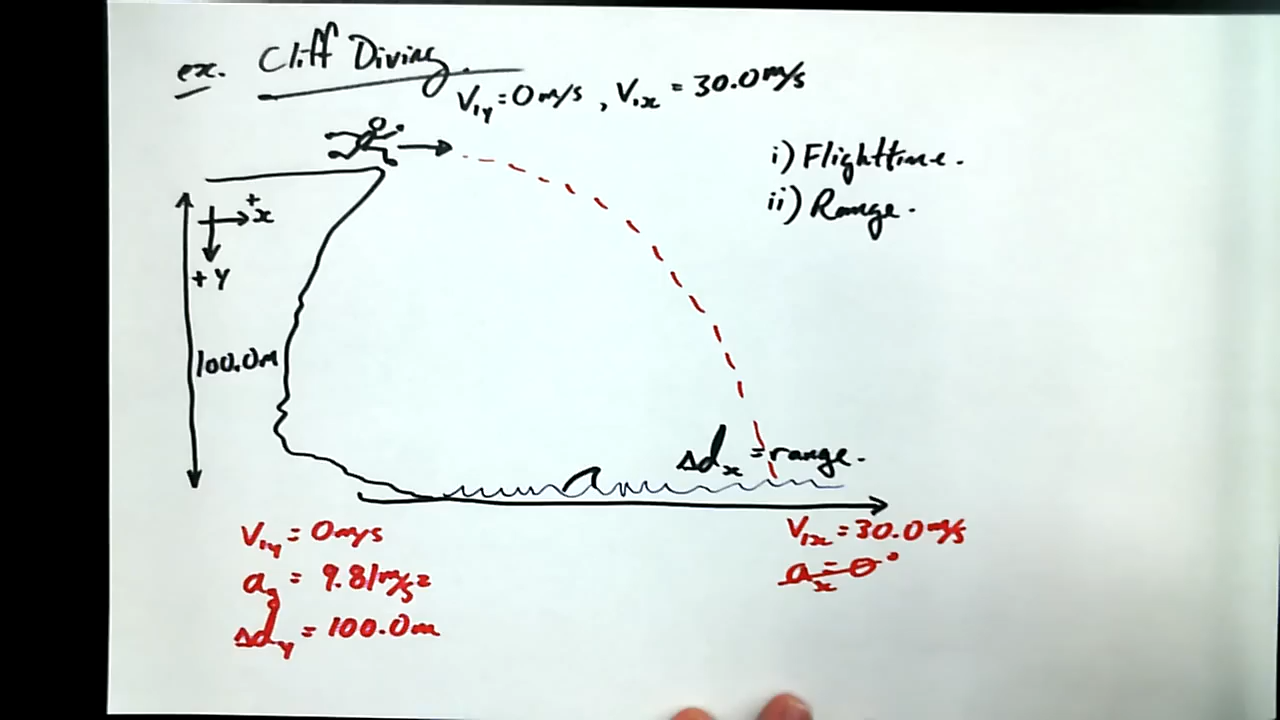 ex. Cliff Diving.
V1y = 0 m/s , V1x = 30.0 m/s
i) Flighttime.
ii) Range.
+x
+y
100.0m
Δdx = range.
V1y = 0 m/s
ay = 9.81 m/s2
Δdy = 100.0m
V1x = 30.0 m/s
ax = 0